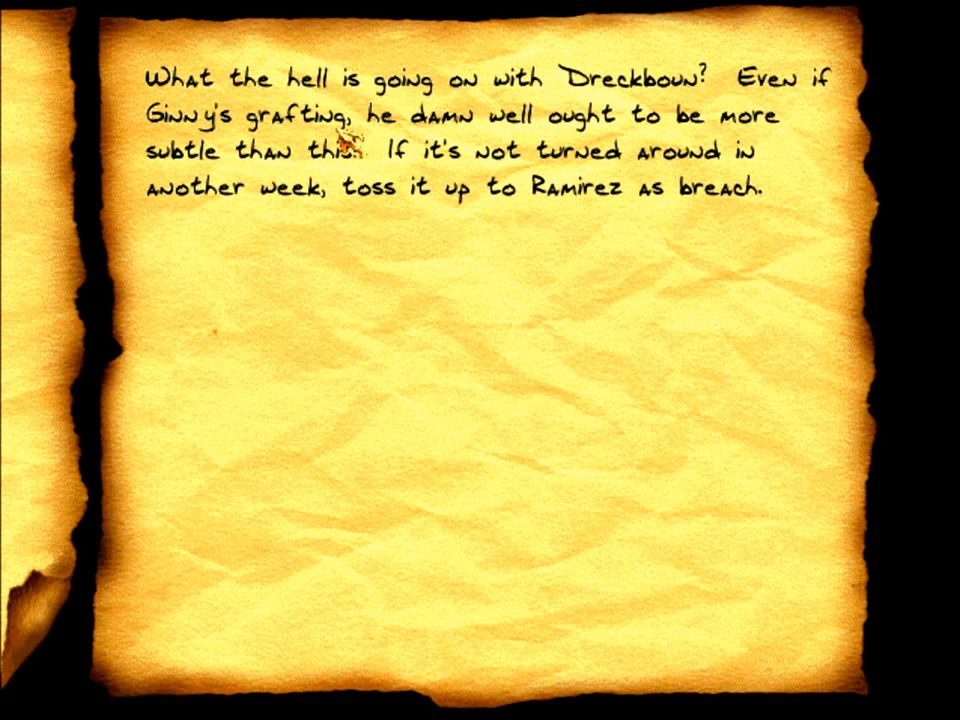 What the hell is going on with Dreckboun?  Even if
Ginny's grafting, he damn well ought to be more
subtle than this.  If it's not turned around in
another week, toss it up to Ramirez as breach.